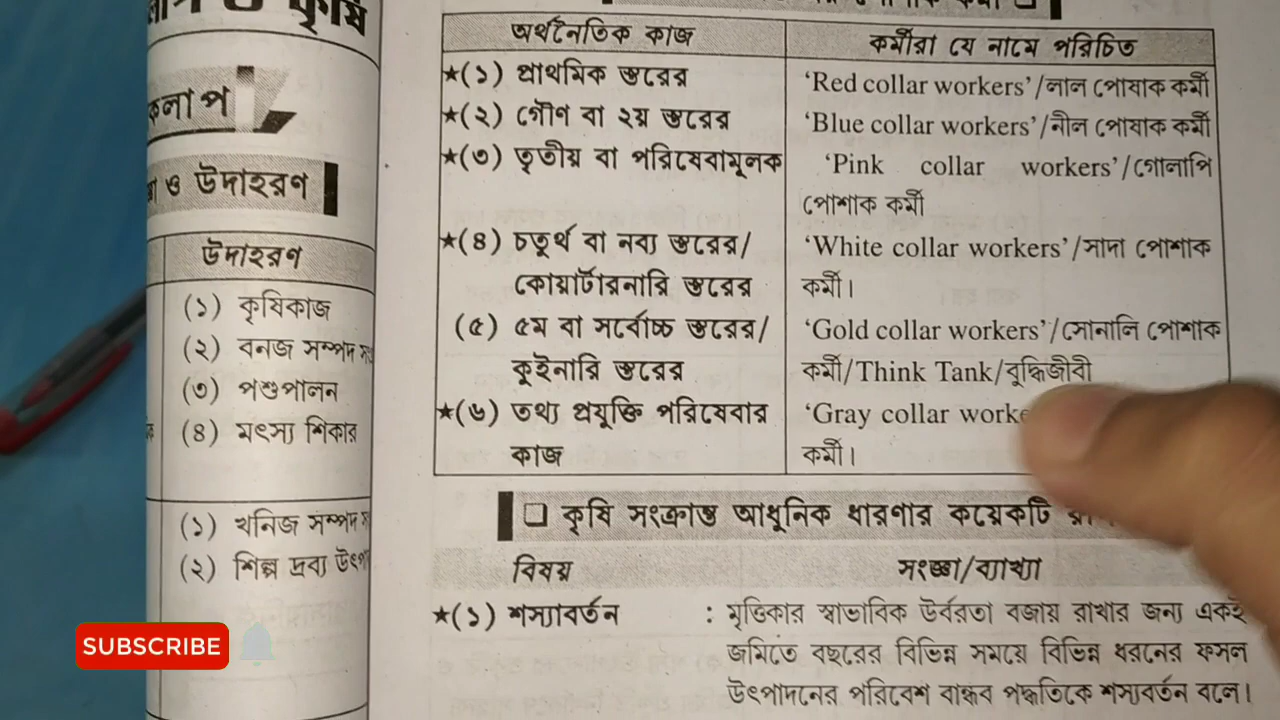 কৃষি
কলাপ
ও উদাহরণ
উদাহরণ
(১) কৃষিকাজ
(২) বনজ সম্পদ
(৩) পশুপালন
(৪) মৎস্য শিকার
(১) খনিজ সম্পদ
(২) শিল্প দ্রব্য
SUBSCRIBE
অর্থনৈতিক কাজ
কর্মীরা যে নামে পরিচিত
★(১) প্রাথমিক স্তরের
'Red collar workers'/লাল পোষাক কর্মী
★(২) গৌণ বা ২য় স্তরের
'Blue collar workers'/নীল পোষাক কর্মী
★(৩) তৃতীয় বা পরিষেবামূলক
'Pink collar workers'/গোলাপি
পোশাক কর্মী
★(৪) চতুর্থ বা নব্য স্তরের/
কোয়ার্টারনারি স্তরের
'White collar workers'/সাদা পোশাক
কর্মী।
(৫) ৫ম বা সর্বোচ্চ স্তরের/
কুইনারি স্তরের
'Gold collar workers'/সোনালি পোশাক
কর্মী/Think Tank/বুদ্ধিজীবী
★(৬) তথ্য প্রযুক্তি পরিষেবার
কাজ
'Gray collar
কর্মী।
❑ কৃষি সংক্রান্ত আধুনিক ধারণার কয়েকটি
বিষয়
সংজ্ঞা/ব্যাখ্যা
★(১) শস্যাবর্তন : মৃত্তিকার স্বাভাবিক উর্বরতা বজায় রাখার জন্য একই
জমিতে বছরের বিভিন্ন সময়ে বিভিন্ন ধরনের ফসল
উৎপাদনের পরিবেশ বান্ধব পদ্ধতিকে শস্যাবর্তন বলে।